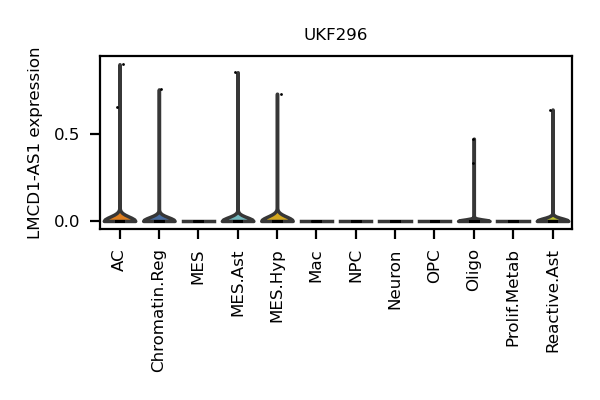 UKF296
LMCD1-AS1 expression
0.5
0.0
AC
Chromatin.Reg
MES
MES.Ast
MES.Hyp
Mac
NPC
Neuron
OPC
Oligo
Prolif.Metab
Reactive.Ast